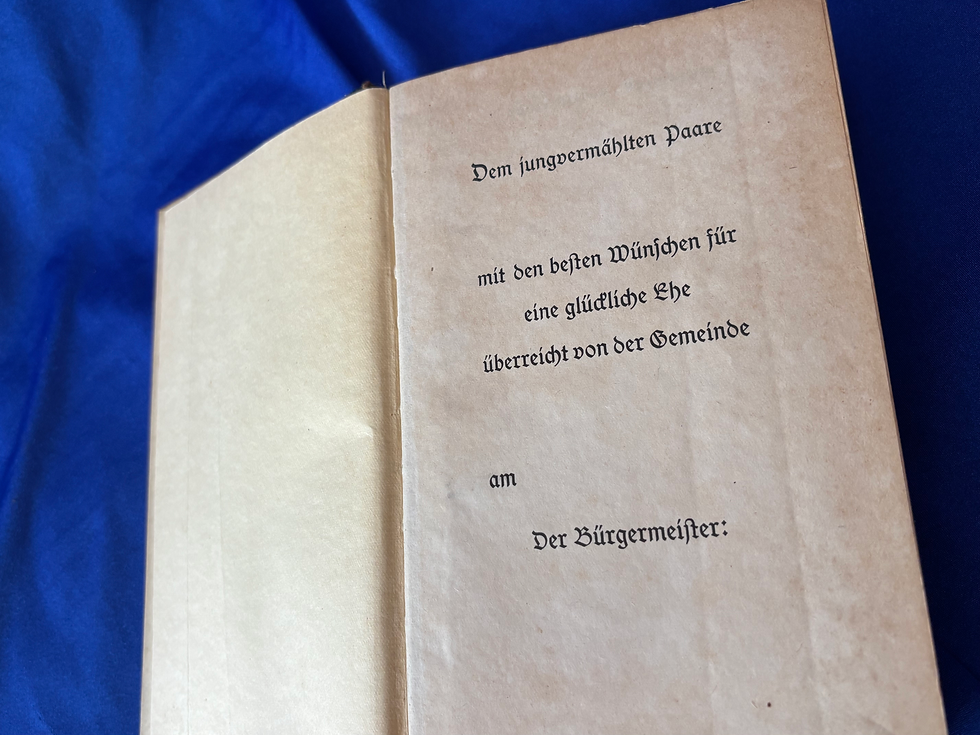 Dem jungvermählten Paare
mit den besten Wünschen für
eine glückliche Ehe
überreicht von der Gemeinde
am
Der Bürgermeister: